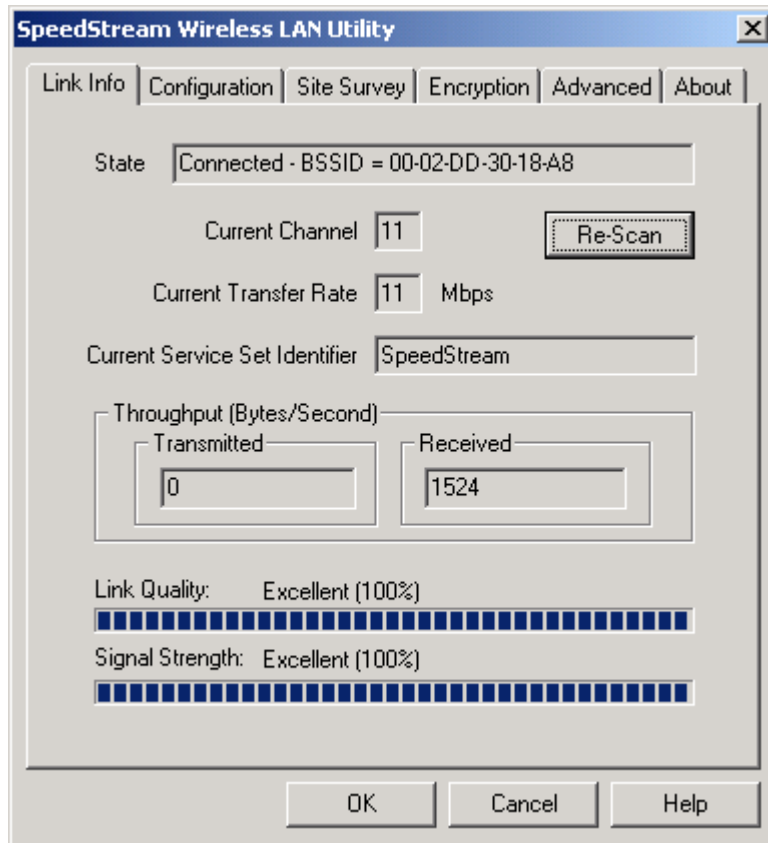 SpeedStream Wireless LAN Utility
Link Info Configuration Site Survey Encryption Advanced About
State Connected - BSSID = 00-02-DD-30-18-A8
Current Channel 11 Re-Scan
Current Transfer Rate 11 Mbps
Current Service Set Identifier SpeedStream
Throughput (Bytes/Second)
Transmitted Received
0 1524
Link Quality: Excellent (100%)
Signal Strength: Excellent (100%)
OK Cancel Help